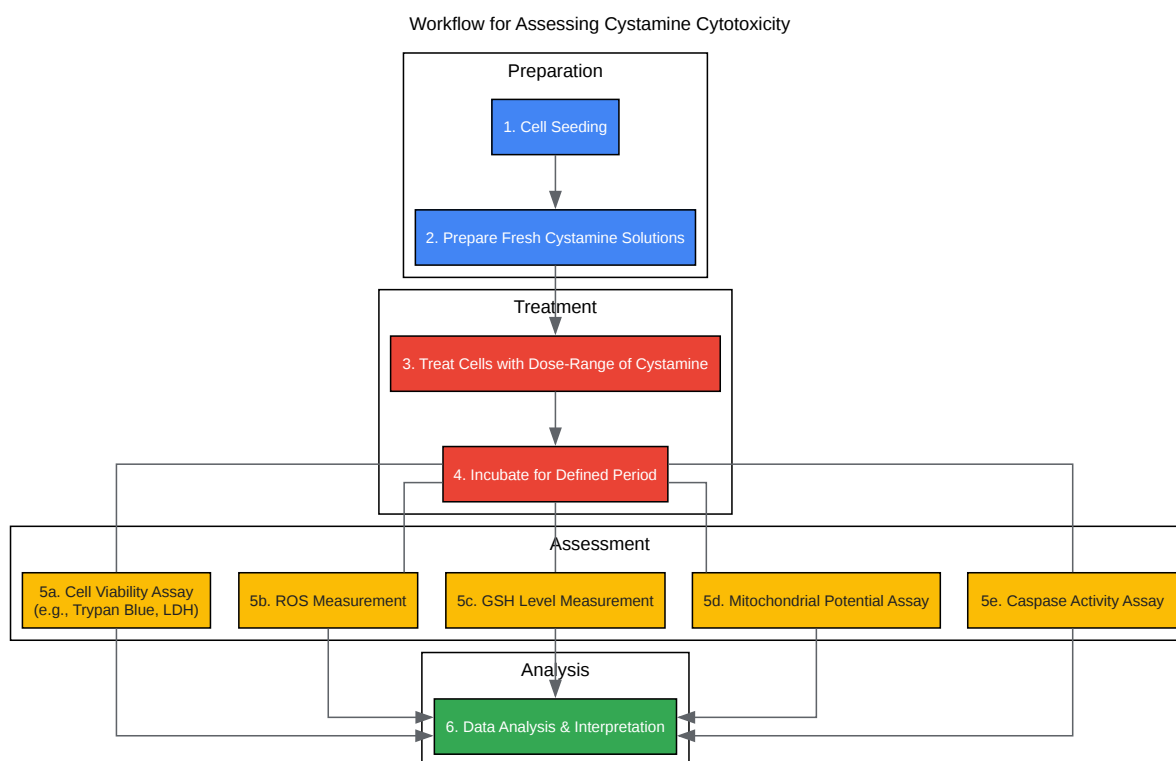 Workflow for Assessing Cystamine Cytotoxicity
Preparation
1. Cell Seeding
2. Prepare Fresh Cystamine Solutions
Treatment
3. Treat Cells with Dose-Range of Cystamine
4. Incubate for Defined Period
Assessment
5a. Cell Viability Assay
(e.g., Trypan Blue, LDH)
5b. ROS Measurement
5c. GSH Level Measurement
5d. Mitochondrial Potential Assay
5e. Caspase Activity Assay
Analysis
6. Data Analysis & Interpretation